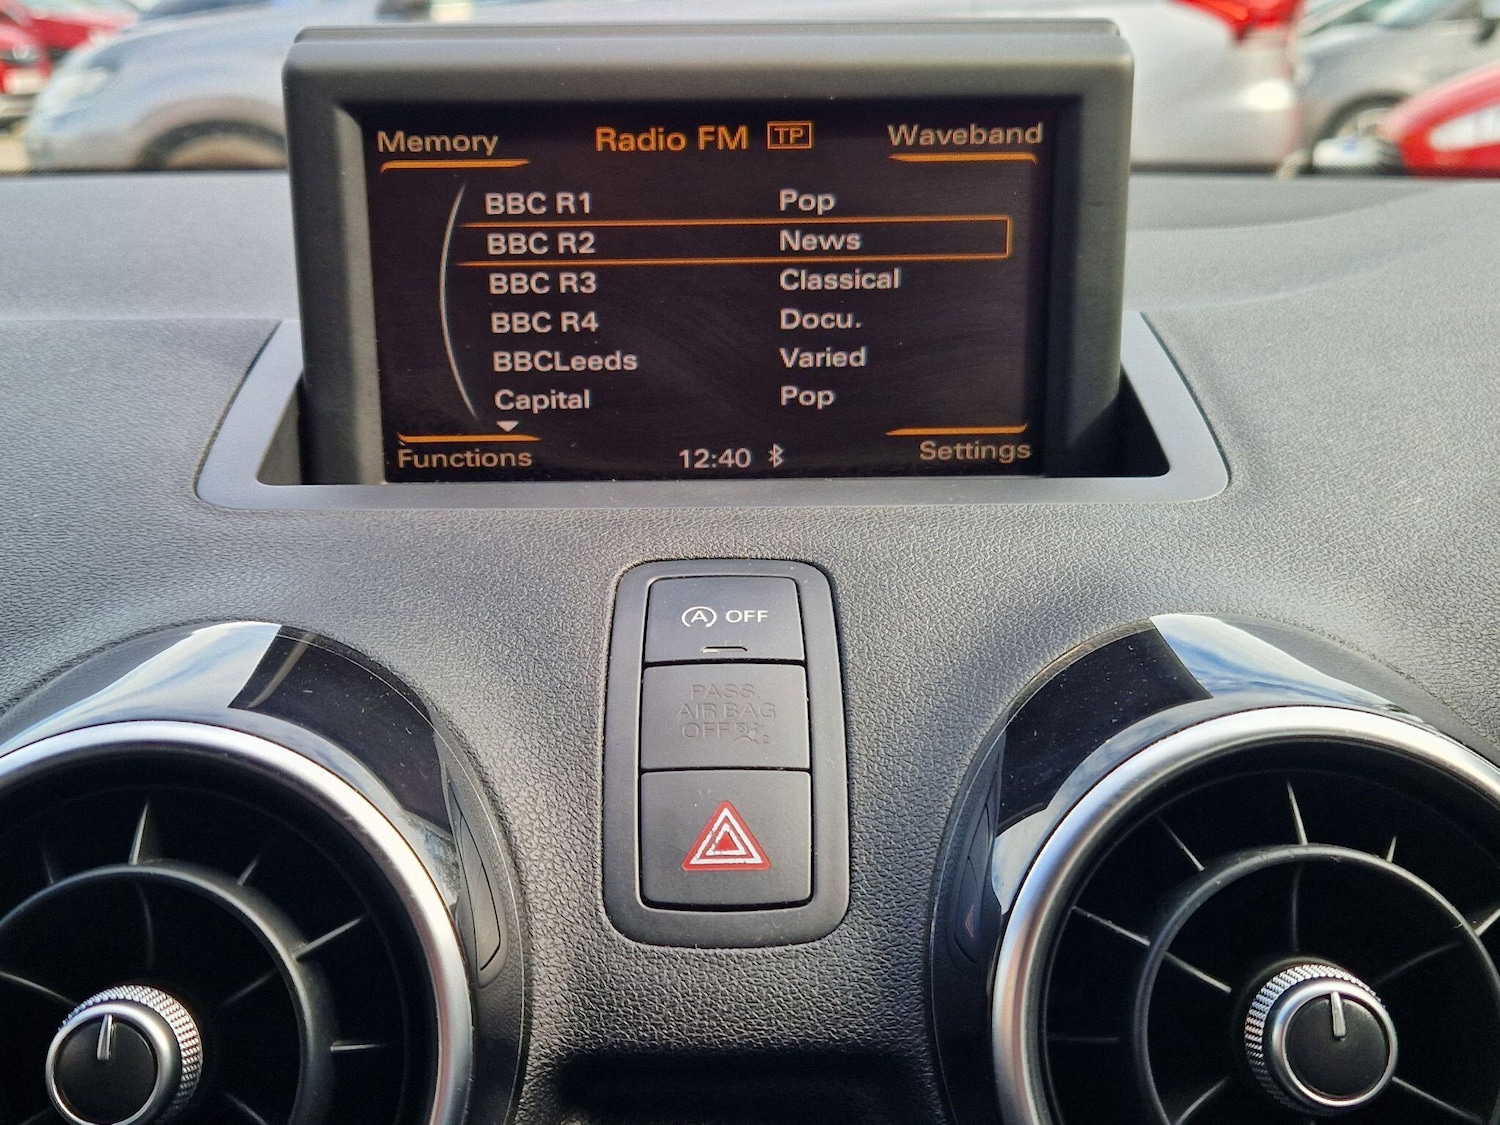 Memory Radio FM TP Waveband
BBC R1 Pop
BBC R2 News
BBC R3 Classical
BBC R4 Docu.
BBCLeeds Varied
Capital Pop
Functions 12:40 Settings
A OFF
PASS.
AIR BAG
OFF 2